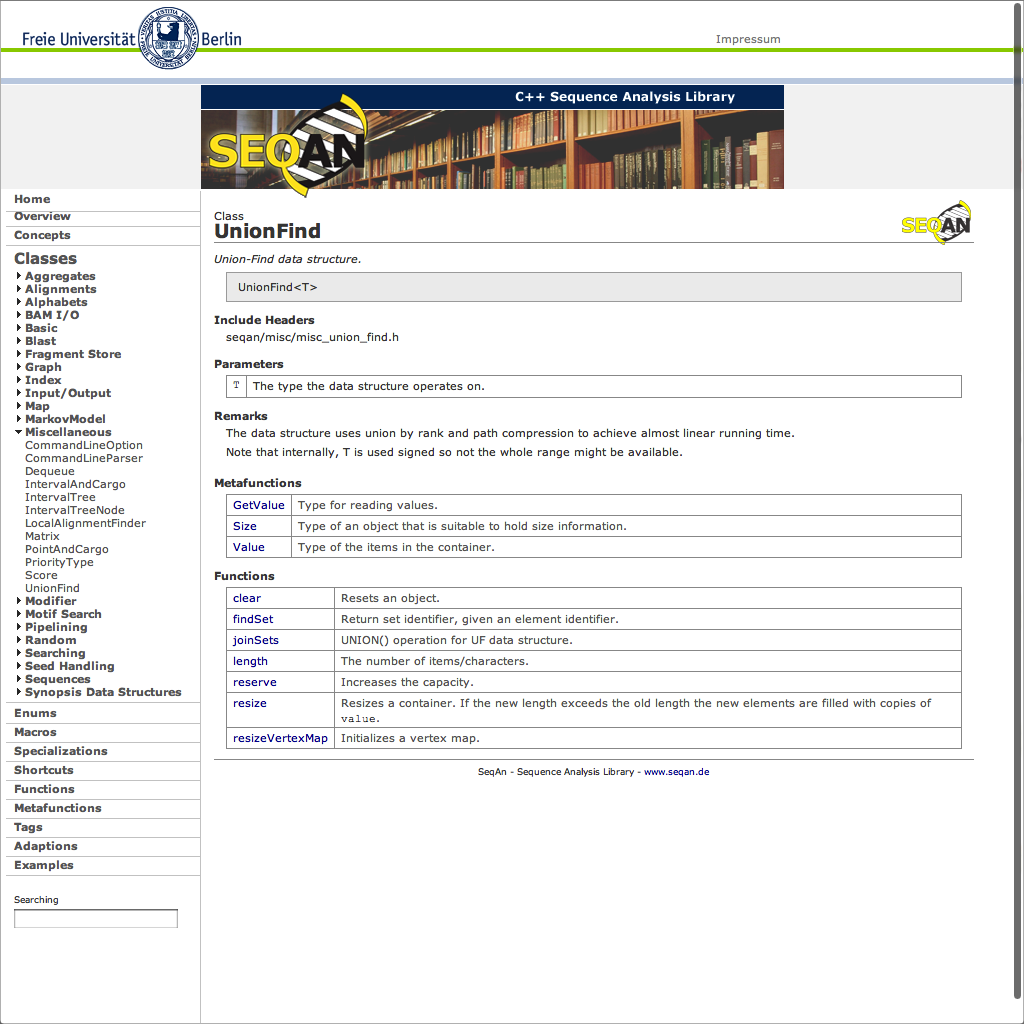 Freie Universität Berlin
Impressum
C++ Sequence Analysis Library
SEQAN
Home
Overview
Concepts
Classes
Aggregates
Alignments
Alphabets
BAM I/O
Basic
Blast
Fragment Store
Graph
Index
Input/Output
Map
MarkovModel
Miscellaneous
CommandLineOption
CommandLineParser
Dequeue
IntervalAndCargo
IntervalTree
IntervalTreeNode
LocalAlignmentFinder
Matrix
PointAndCargo
PriorityType
Score
UnionFind
Modifier
Motif Search
Pipelining
Random
Searching
Seed Handling
Sequences
Synopsis Data Structures
Enums
Macros
Specializations
Shortcuts
Functions
Metafunctions
Tags
Adaptions
Examples
Searching
Class
UnionFind
SEQAN
Union-Find data structure.
UnionFind<T>
Include Headers
seqan/misc/misc_union_find.h
Parameters
T The type the data structure operates on.
Remarks
The data structure uses union by rank and path compression to achieve almost linear running time.
Note that internally, T is used signed so not the whole range might be available.
Metafunctions
GetValue Type for reading values.
Size Type of an object that is suitable to hold size information.
Value Type of the items in the container.
Functions
clear Resets an object.
findSet Return set identifier, given an element identifier.
joinSets UNION() operation for UF data structure.
length The number of items/characters.
reserve Increases the capacity.
resize Resizes a container. If the new length exceeds the old length the new elements are filled with copies of
value.
resizeVertexMap Initializes a vertex map.
SeqAn - Sequence Analysis Library - www.seqan.de